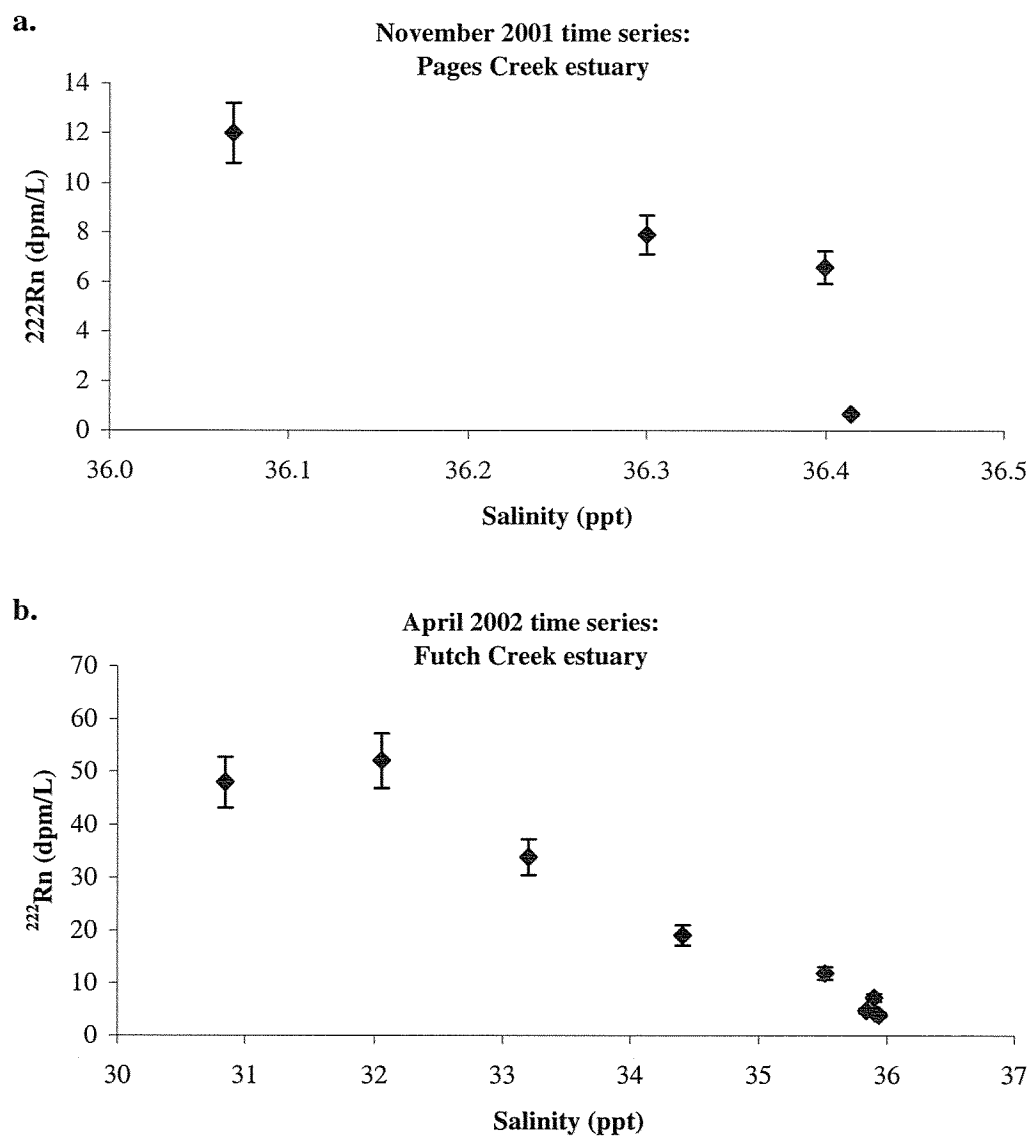 a.
November 2001 time series:
Pages Creek estuary
222Rn (dpm/L)
14
12
10
8
6
4
2
0
36.0 36.1 36.2 36.3 36.4 36.5
Salinity (ppt)
b.
April 2002 time series:
Futch Creek estuary
²²²Rn (dpm/L)
70
60
50
40
30
20
10
0
30 31 32 33 34 35 36 37
Salinity (ppt)